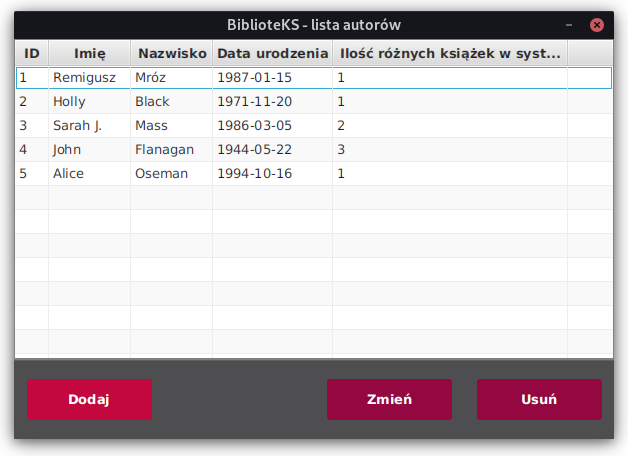 BiblioteKS - lista autorów
ID Imię Nazwisko Data urodzenia Ilość różnych książek w syst...
1 Remigusz Mróz 1987-01-15 1
2 Holly Black 1971-11-20 1
3 Sarah J. Mass 1986-03-05 2
4 John Flanagan 1944-05-22 3
5 Alice Oseman 1994-10-16 1
Dodaj Zmień Usuń